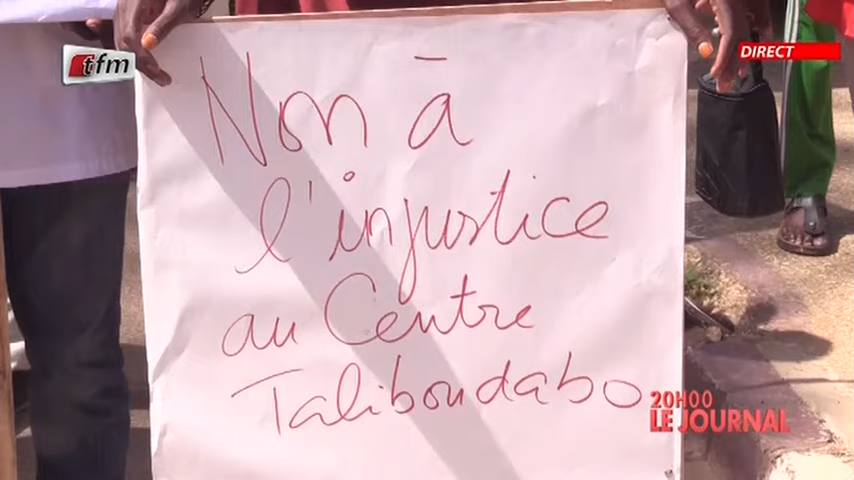 tfm
DIRECT
Non à
l'injustice
au Centre
Taliboudabo
20H00
LE JOURNAL